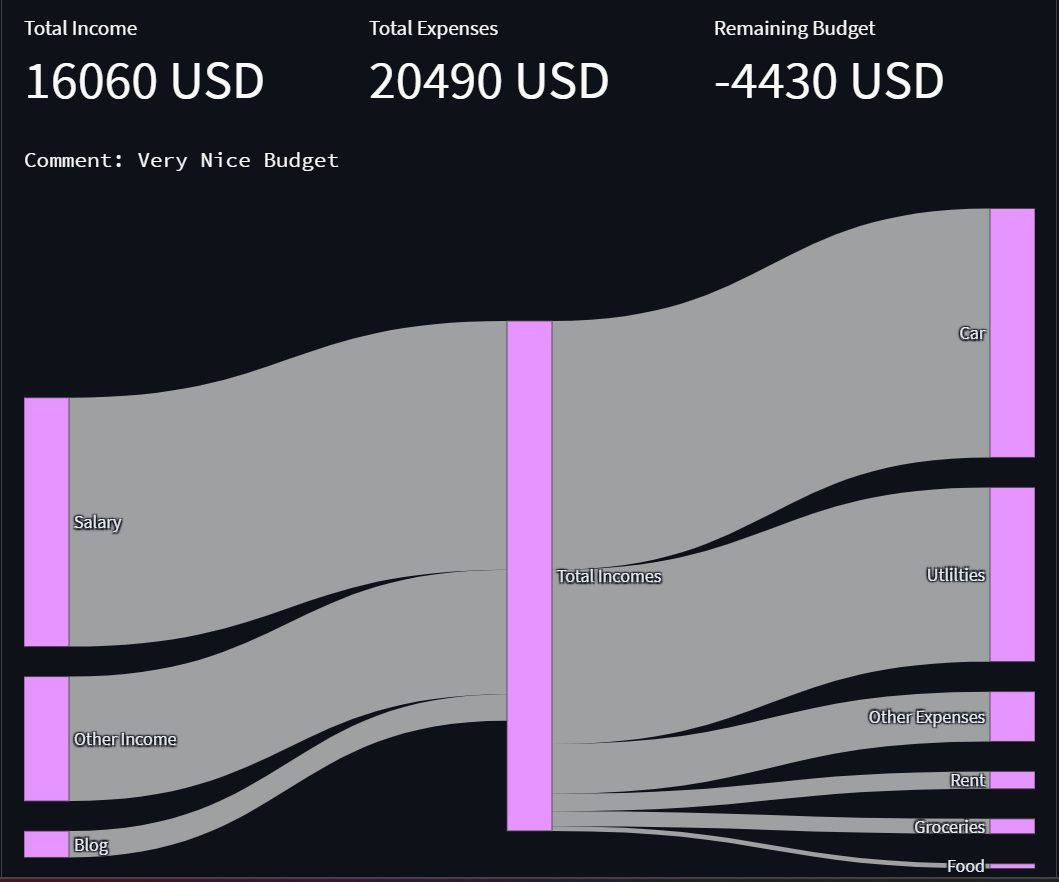 Total Income
16060 USD
Total Expenses
20490 USD
Remaining Budget
-4430 USD
Comment: Very Nice Budget
Car
Salary
Utlilties
Total Incomes
Other Expenses
Other Income
Rent
Groceries
Blog
Food